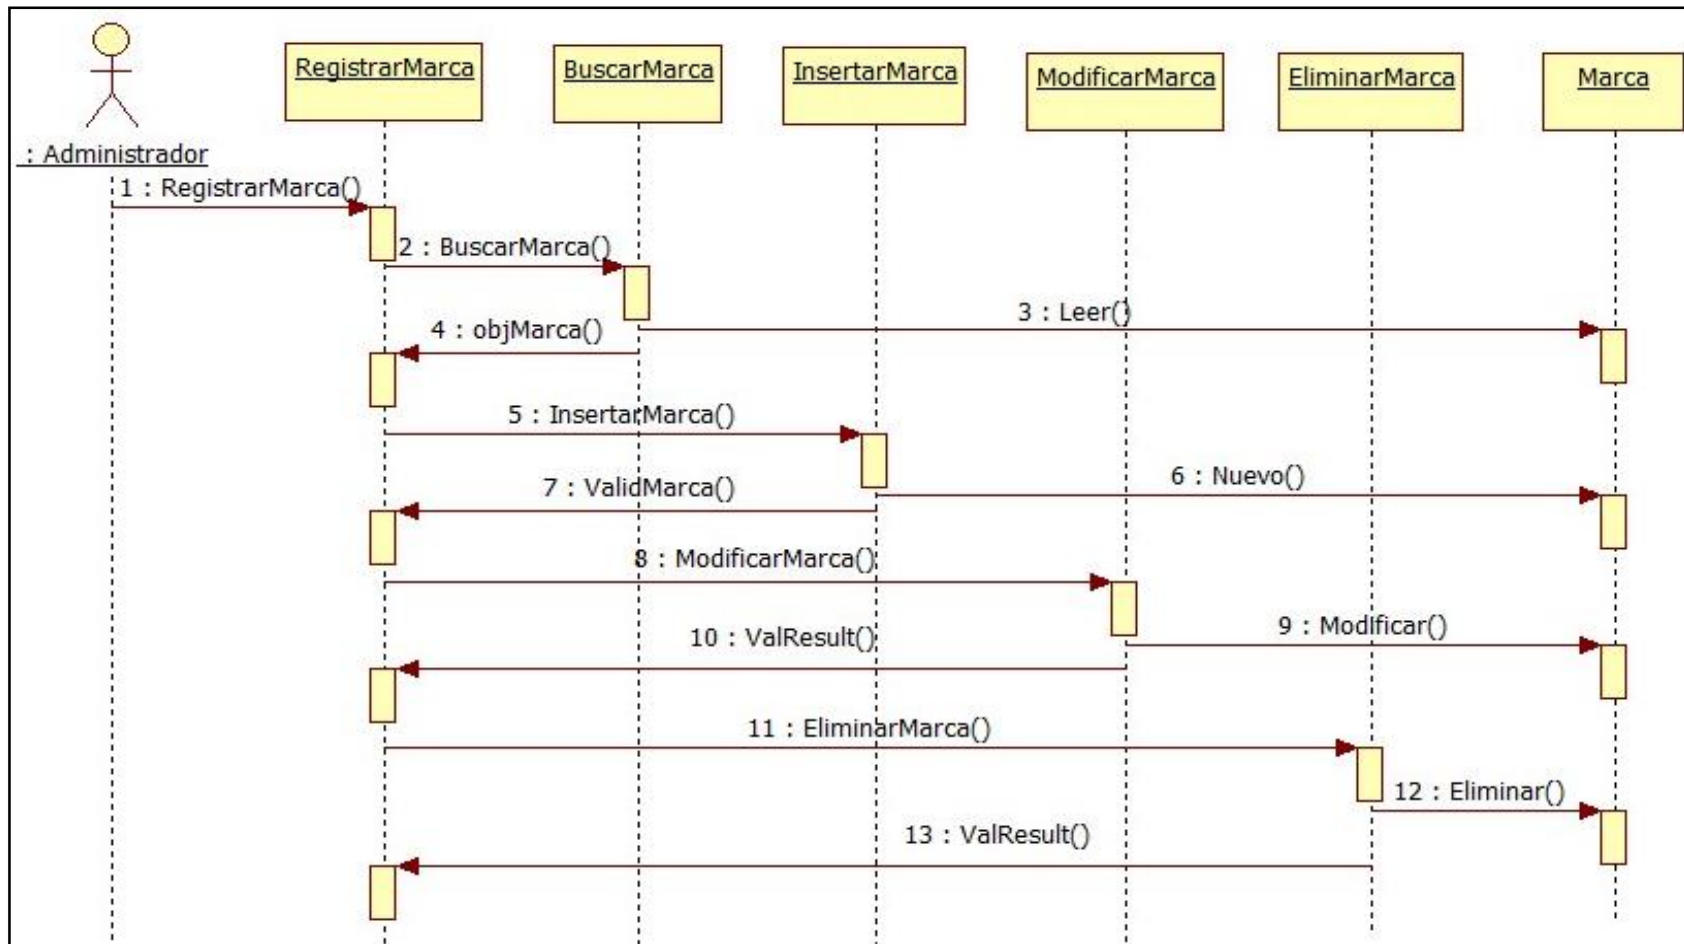 RegistrarMarca
BuscarMarca
InsertarMarca
ModificarMarca
EliminarMarca
Marca
: Administrador
1 : RegistrarMarca()
2 : BuscarMarca()
3 : Leer()
4 : objMarca()
5 : InsertarMarca()
6 : Nuevo()
7 : ValidMarca()
8 : ModificarMarca()
9 : Modificar()
10 : ValResult()
11 : EliminarMarca()
12 : Eliminar()
13 : ValResult()